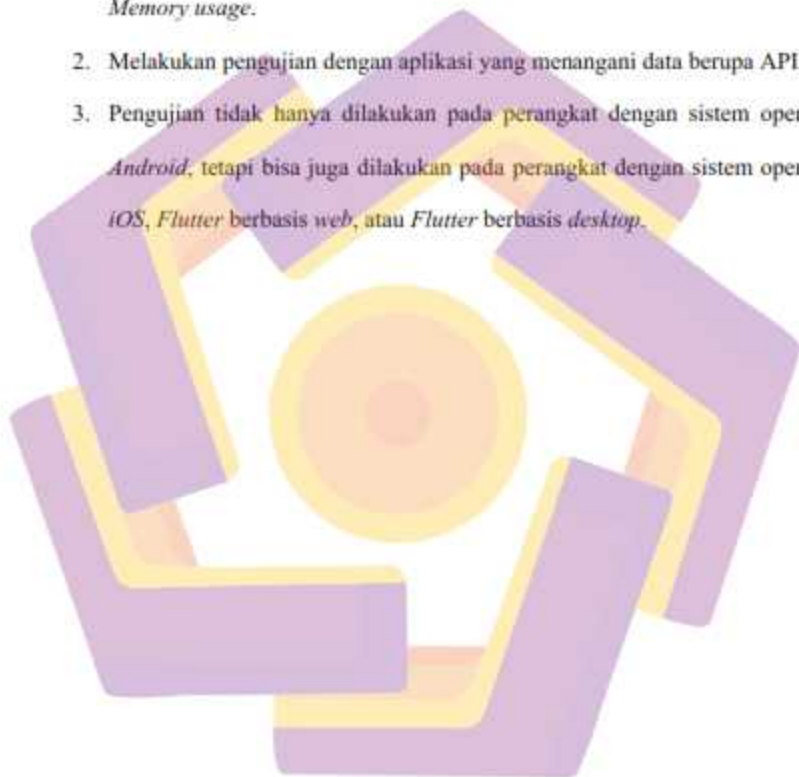 Memory usage.
2. Melakukan pengujian dengan aplikasi yang menangani data berupa API
3. Pengujian tidak hanya dilakukan pada perangkat dengan sistem oper
Android, tetapi bisa juga dilakukan pada perangkat dengan sistem oper
iOS, Flutter berbasis web, atau Flutter berbasis desktop.